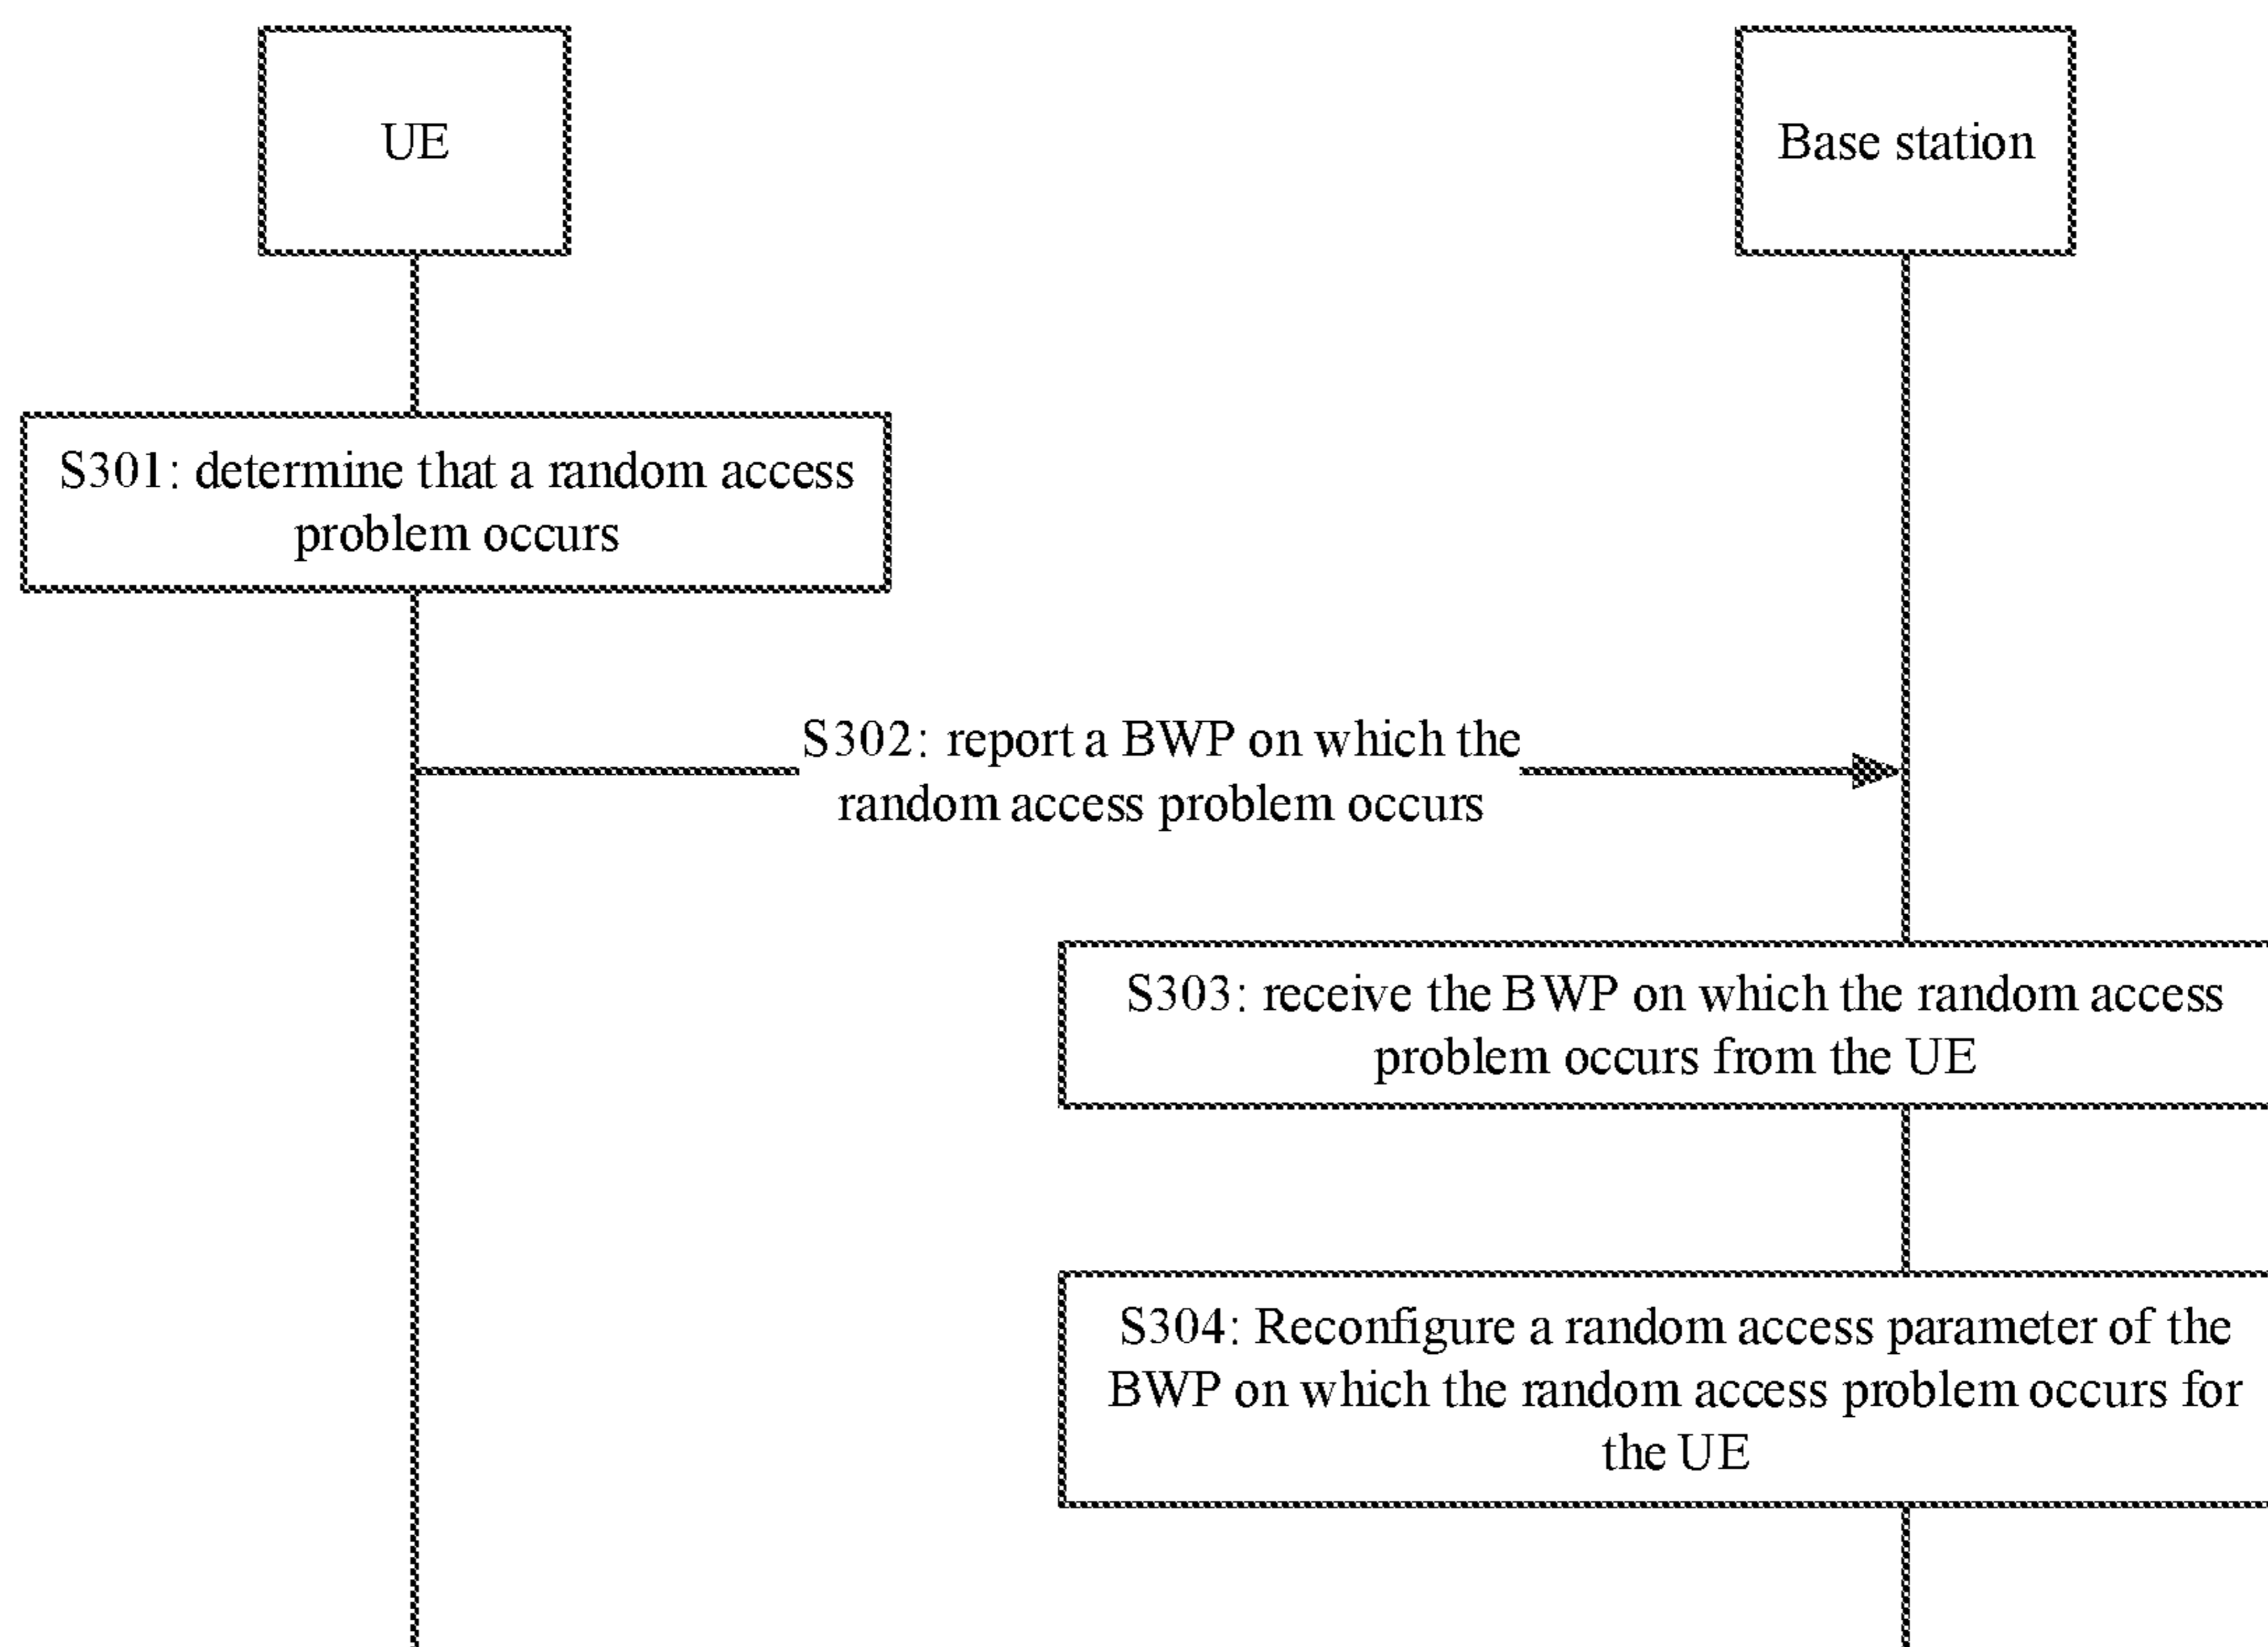 UE
Base station
S301: determine that a random access
problem occurs
S302: report a BWP on which the
random access problem occurs
S303: receive the BWP on which the random access
problem occurs from the UE
S304: Reconfigure a random access parameter of the
BWP on which the random access problem occurs for
the UE